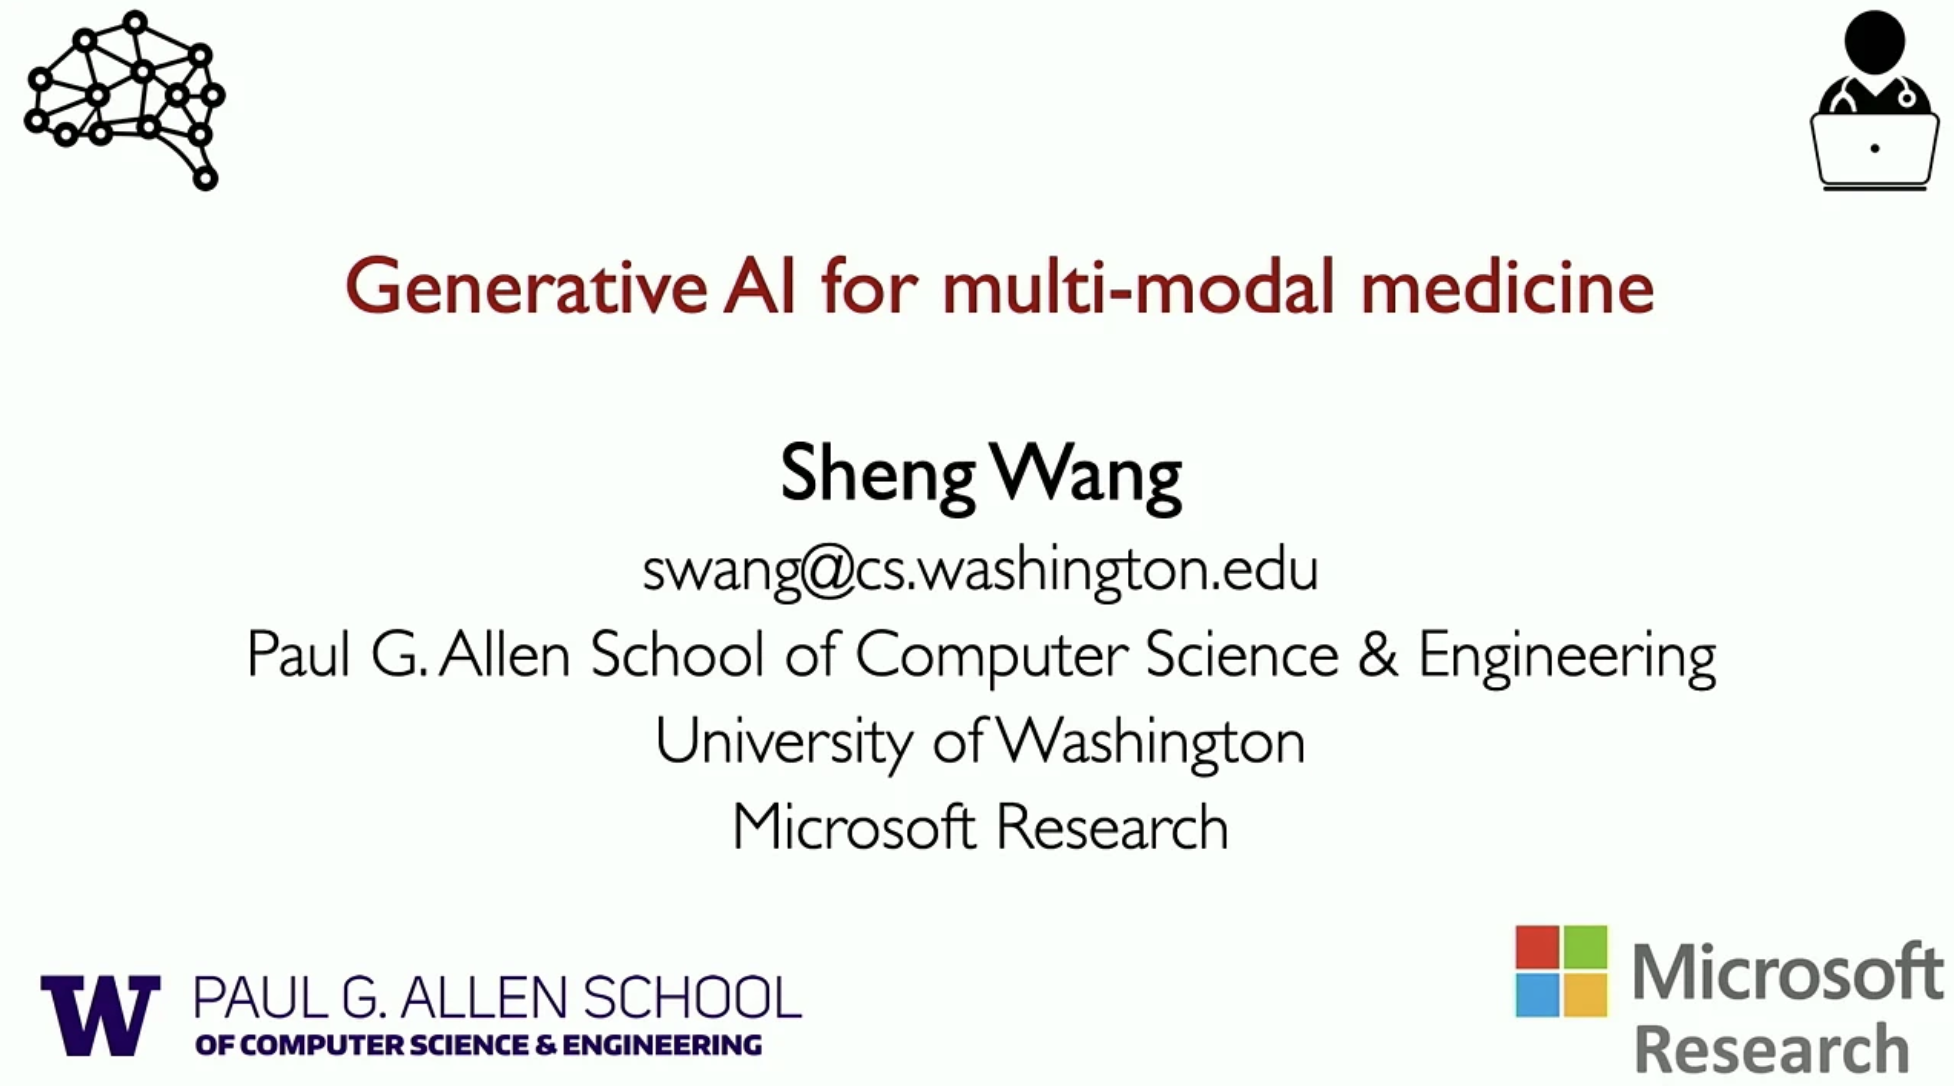 Generative AI for multi-modal medicine
Sheng Wang
swang@cs.washington.edu
Paul G. Allen School of Computer Science & Engineering
University of Washington
Microsoft Research
W PAUL G. ALLEN SCHOOL
OF COMPUTER SCIENCE & ENGINEERING
Microsoft
Research